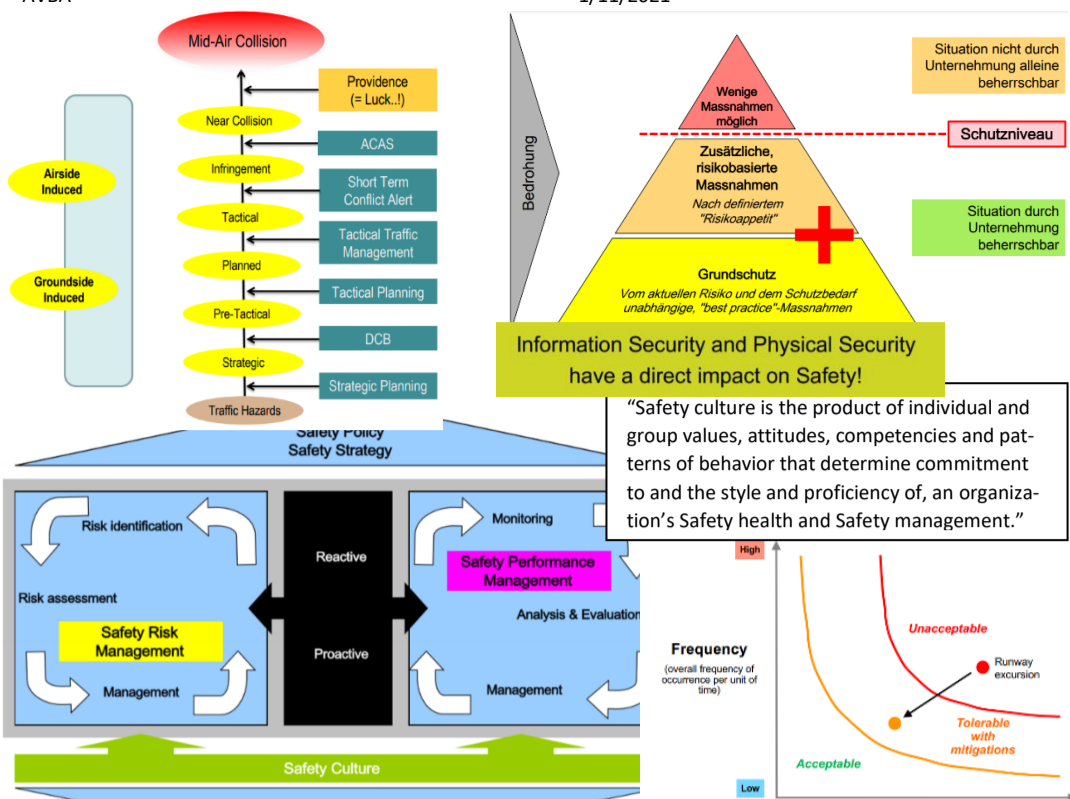 1/11/2021
Mid-Air Collision
Providence
(= Luck..!)
Near Collision
ACAS
Infringement
Short Term
Conflict Alert
Tactical
Tactical Traffic
Management
Planned
Tactical Planning
Pre-Tactical
DCB
Strategic
Strategic Planning
Traffic Hazards
Airside
Induced
Groundside
Induced
Bedrohung
Wenige
Massnahmen
möglich
Zusätzliche,
risikobasierte
Massnahmen
Nach definiertem
"Risikoappetit"
Grundschutz
Vom aktuellen Risiko und dem Schutzbedarf
unabhängige, "best practice"-Massnahmen
Situation nicht durch
Unternehmung alleine
beherrschbar
Schutzniveau
Situation durch
Unternehmung
beherrschbar
Information Security and Physical Security
have a direct impact on Safety!
“Safety culture is the product of individual and
group values, attitudes, competencies and pat-
terns of behavior that determine commitment
to and the style and proficiency of, an organiza-
tion’s Safety health and Safety management.”
Safety Policy
Safety Strategy
Risk identification
Risk assessment
Safety Risk
Management
Management
Reactive
Proactive
Monitoring
Safety Performance
Management
Analysis & Evaluation
Management
Safety Culture
High
Frequency
(overall frequency of
occurrence per unit of
time)
Low
Unacceptable
Runway
excursion
Tolerable
with
mitigations
Acceptable